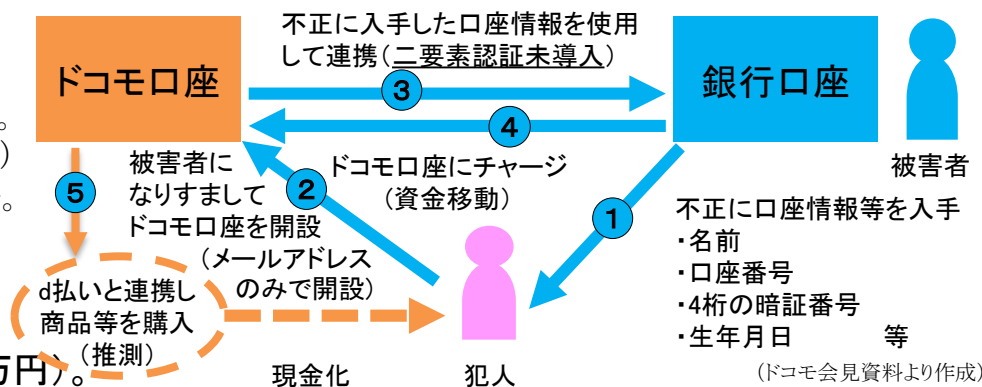 不正に入手した口座情報を使用
して連携（二要素認証未導入）
ドコモ口座
銀行口座
③
④
。
）
。
被害者に
なりすまして
ドコモ口座を開設
（メールアドレス
のみで開設）
②
ドコモ口座にチャージ
（資金移動）
①
⑤
被害者
不正に口座情報等を入手
・名前
・口座番号
・4桁の暗証番号
・生年月日　　等
d払いと連携し
商品等を購入
（推測）
万円）。
現金化
犯人
（ドコモ会見資料より作成）